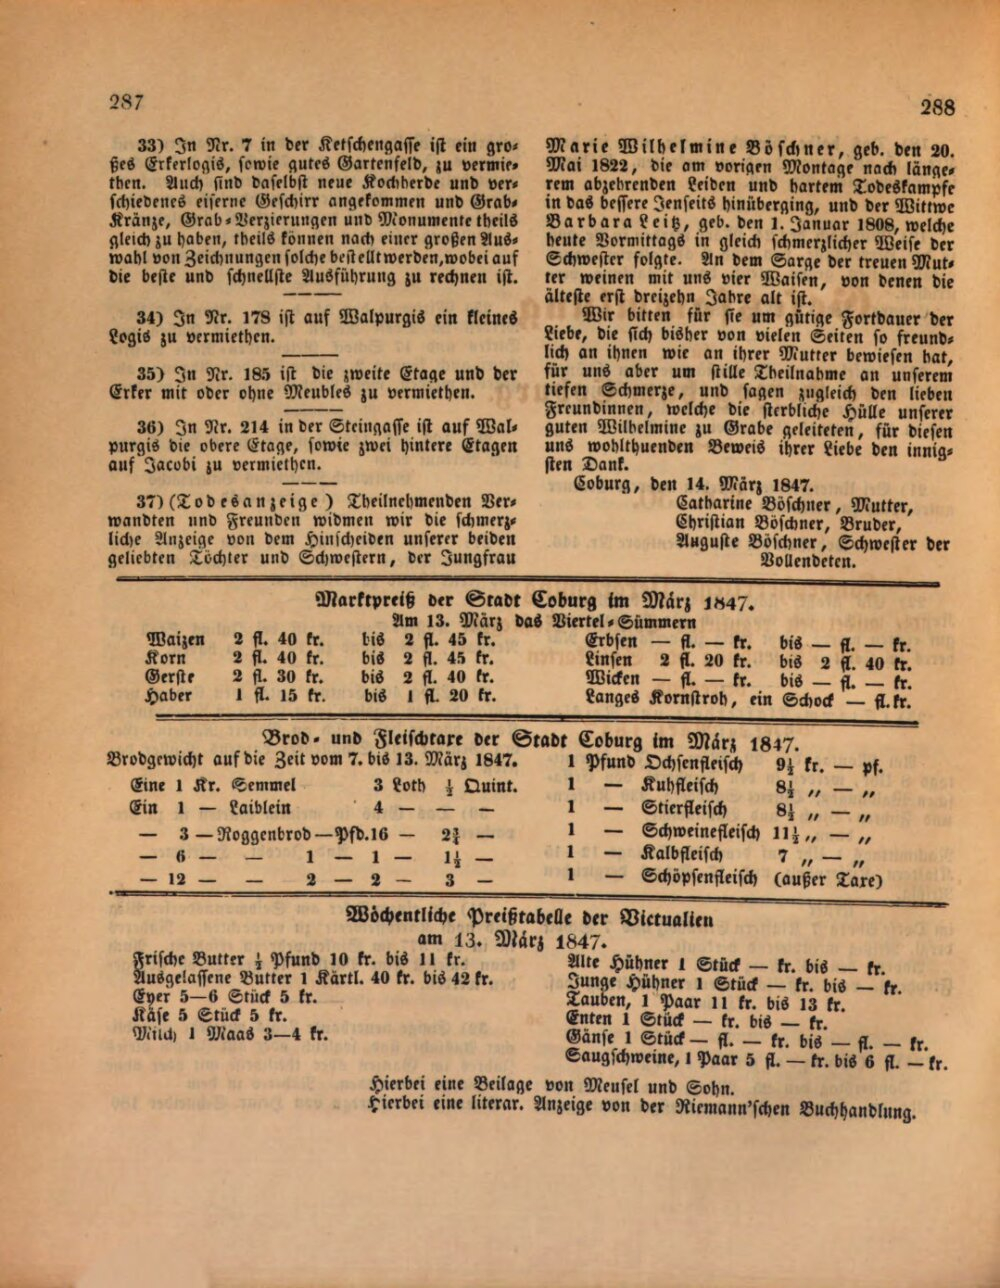 287
33) In Nr. 7 in der Ketschengasse ist ein gro-
ßes Erkerlogis, sowie gutes Gartenfeld, zu vermie-
then. Auch sind daselbst neue Kochherde und ver-
schiedenes eiserne Geschirr angekommen und Grab-
Kränze, Grab-Verzierungen und Monumente theils
gleich zu haben, theils können nach einer großen Aus-
wahl von Zeichnungen solche bestellt werden, wobei auf
die beste und schnellste Ausführung zu rechnen ist.
34) In Nr. 178 ist auf Walpurgis ein kleines
Logis zu vermiethen.
35) In Nr. 185 ist die zweite Etage und der
Erker mit oder ohne Meubles zu vermiethen.
36) In Nr. 214 in der Steingasse ist auf Wal-
purgis die obere Etage, sowie zwei hintere Etagen
auf Jacobi zu vermiethen.
37) (Todesanzeige) Theilnehmenden Ver-
wandten und Freunden widmen wir die schmerz-
liche Anzeige von dem Hinscheiden unserer beiden
geliebten Töchter und Schwestern, der Jungfrau
288
Marie Wilhelmine Böschner, geb. den 20.
Mai 1822, die am vorigen Montage nach länge-
rem abzehrenden Leiden und hartem Todeskampfe
in das bessere Jenseits hinüberging, und der Wittwe
Barbara Leitz, geb. den 1. Januar 1808, welche
heute Vormittags in gleich schmerzlicher Weise der
Schwester folgte. An dem Sarge der treuen Mut-
ter weinen mit uns vier Waisen, von denen die
älteste erst dreizehn Jahre alt ist.
Wir bitten für sie um gütige Fortdauer der
Liebe, die sich bisher von vielen Seiten so freund-
lich an ihnen wie an ihrer Mutter bewiesen hat,
für uns aber um stille Theilnahme an unserem
tiefen Schmerze, und sagen zugleich den lieben
Freundinnen, welche die sterbliche Hülle unserer
guten Wilhelmine zu Grabe geleiteten, für diesen
uns wohlthuenden Beweis ihrer Liebe den innig-
sten Dank.
Coburg, den 14. März 1847.
Catharine Böschner, Mutter,
Christian Böschner, Bruder,
Auguste Böschner, Schwester der
Vollendeten.
Marktpreiß der Stadt Coburg im März 1847.
Am 13. März das Viertel-Sümmern
Waizen 2 fl. 40 kr. bis 2 fl. 45 kr.
Korn 2 fl. 40 kr. bis 2 fl. 45 kr.
Gerste 2 fl. 30 kr. bis 2 fl. 40 kr.
Haber 1 fl. 15 kr. bis 1 fl. 20 kr.
Erbsen — fl. — kr. bis — fl. — kr.
Linsen 2 fl. 20 kr. bis 2 fl. 40 kr.
Wicken — fl. — kr. bis — fl. — kr.
Langes Kornstroh, ein Schock — fl. kr.
Brod- und Fleischtaxe der Stadt Coburg im März 1847.
Brodgewicht auf die Zeit vom 7. bis 13. März 1847.
Eine 1 Kr. Semmel 3 Loth ½ Quint.
Ein 1 — Laiblein 4 — — —
— 3 — Roggenbrod — Pfd. 16 — 2¾ —
— 6 — — 1 — 1 — 1½ —
— 12 — — 2 — 2 — 3 —
1 Pfund Ochsenfleisch 9½ kr. — pf.
1 — Kuhfleisch 8½ „ — „
1 — Stierfleisch 8½ „ — „
1 — Schweinefleisch 11½ „ — „
1 — Kalbfleisch 7 „ — „
1 — Schöpsenfleisch (außer Taxe)
Wöchentliche Preißtabelle der Victualien
am 13. März 1847.
Frische Butter ½ Pfund 10 kr. bis 11 kr.
Ausgelassene Butter 1 Kärtl. 40 kr. bis 42 kr.
Eyer 5—6 Stück 5 kr.
Käse 5 Stück 5 kr.
Milch 1 Maas 3—4 kr.
Alte Hühner 1 Stück — kr. bis — kr.
Junge Hühner 1 Stück — kr. bis — kr.
Tauben, 1 Paar 11 kr. bis 13 kr.
Enten 1 Stück — kr. bis — kr.
Gänse 1 Stück — fl. — kr. bis — fl. — kr.
Saugschweine, 1 Paar 5 fl. — kr. bis 6 fl. — kr.
Hierbei eine Beilage von Meusel und Sohn.
Hierbei eine literar. Anzeige von der Riemann'schen Buchhandlung.